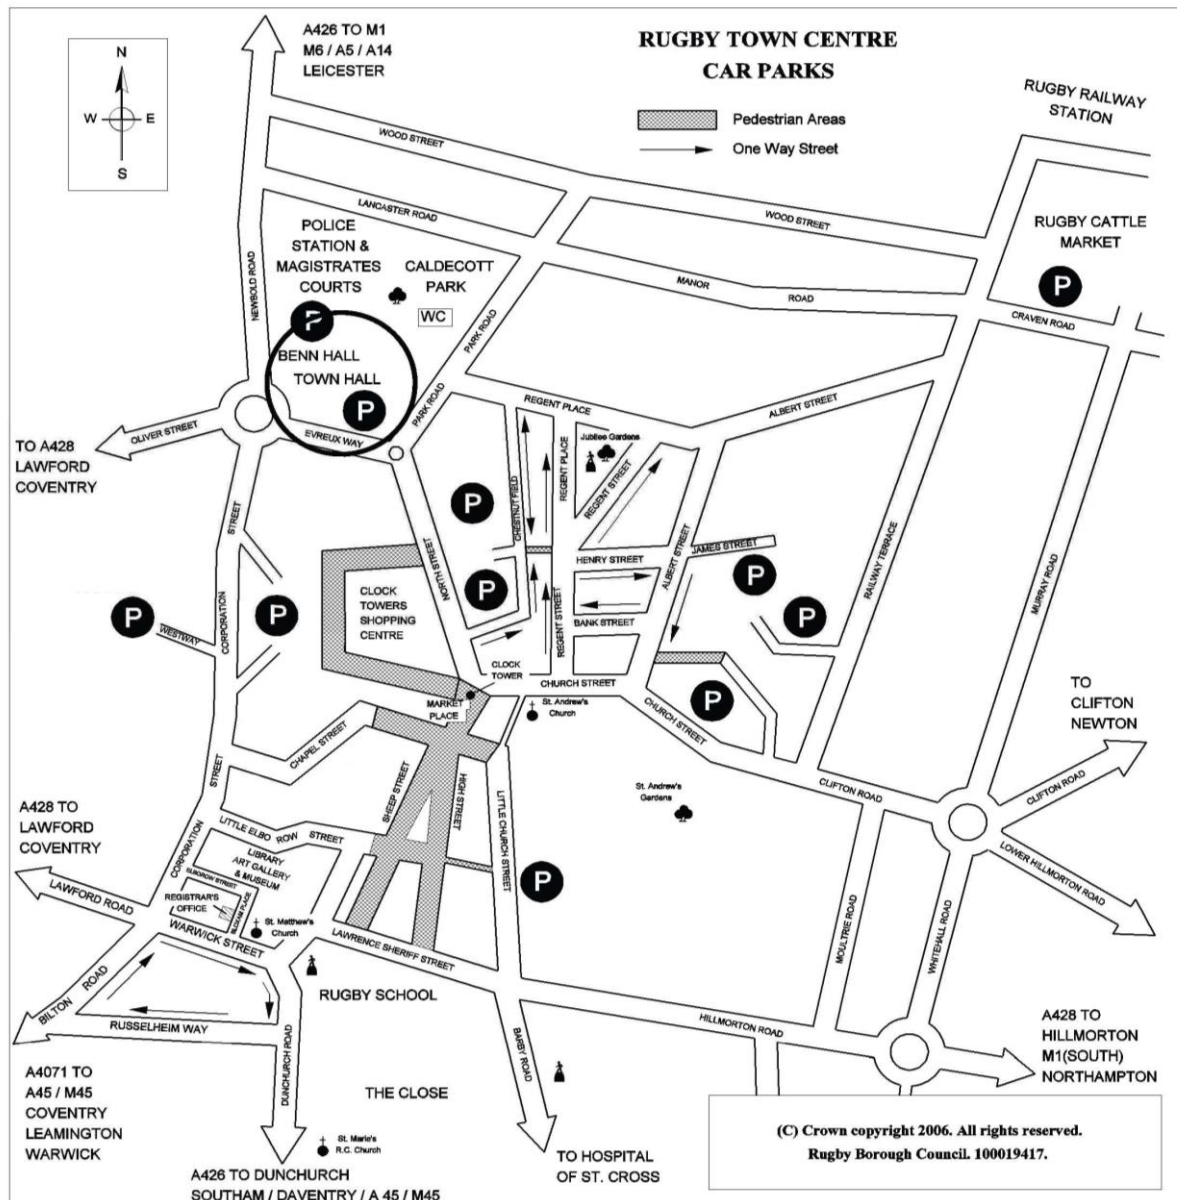 A426 TO M1
M6 / A5 / A14
LEICESTER
RUGBY TOWN CENTRE
CAR PARKS
Pedestrian Areas
One Way Street
N
W
E
S
RUGBY RAILWAY
STATION
WOOD STREET
WOOD STREET
LANCASTER ROAD
POLICE
STATION &
MAGISTRATES
COURTS
CALDECOTT
PARK
WC
RUGBY CATTLE
MARKET
P
NEWBOLD ROAD
MANOR
ROAD
CRAVEN ROAD
PARK ROAD
P
BENN HALL
TOWN HALL
P
PARK ROAD
EVREUX WAY
OLIVER STREET
TO A428
LAWFORD
COVENTRY
REGENT PLACE
ALBERT STREET
Jubilee Gardens
REGENT PLACE
REGENT STREET
CHESTNUT FIELD
P
STREET
HENRY STREET
ALBERT STREET
JAMES STREET
RAILWAY TERRACE
MURRAY ROAD
NORTH STREET
P
P
P
CLOCK
TOWERS
SHOPPING
CENTRE
P
WESTWAY
P
CORPORATION
REGENT STREET
BANK STREET
CLOCK
TOWER
CHURCH STREET
MARKET
PLACE
St. Andrew's
Church
CHURCH STREET
P
TO
CLIFTON
NEWTON
CHAPEL STREET
STREET
SHEEP STREET
HIGH STREET
LITTLE CHURCH STREET
St. Andrew's
Gardens
CLIFTON ROAD
CLIFTON ROAD
LOWER HILLMORTON ROAD
A428 TO
LAWFORD
COVENTRY
LITTLE ELBO ROW STREET
CORPORATION
LIBRARY
ART GALLERY
& MUSEUM
ELBOROW STREET
REGISTRAR'S
OFFICE
BLOXAM PLACE
St. Matthew's
Church
P
LAWFORD ROAD
WARWICK STREET
LAWRENCE SHERIFF STREET
MOULTRIE ROAD
WHITEHALL ROAD
BILTON ROAD
RUSSELHEIM WAY
RUGBY SCHOOL
HILLMORTON ROAD
DUNCHURCH ROAD
BARBY ROAD
A428 TO
HILLMORTON
M1(SOUTH)
NORTHAMPTON
A4071 TO
A45 / M45
COVENTRY
LEAMINGTON
WARWICK
THE CLOSE
St. Marie's
R.C. Church
A426 TO DUNCHURCH
SOUTHAM / DAVENTRY / A 45 / M45
TO HOSPITAL
OF ST. CROSS
(C) Crown copyright 2006. All rights reserved.
Rugby Borough Council. 100019417.